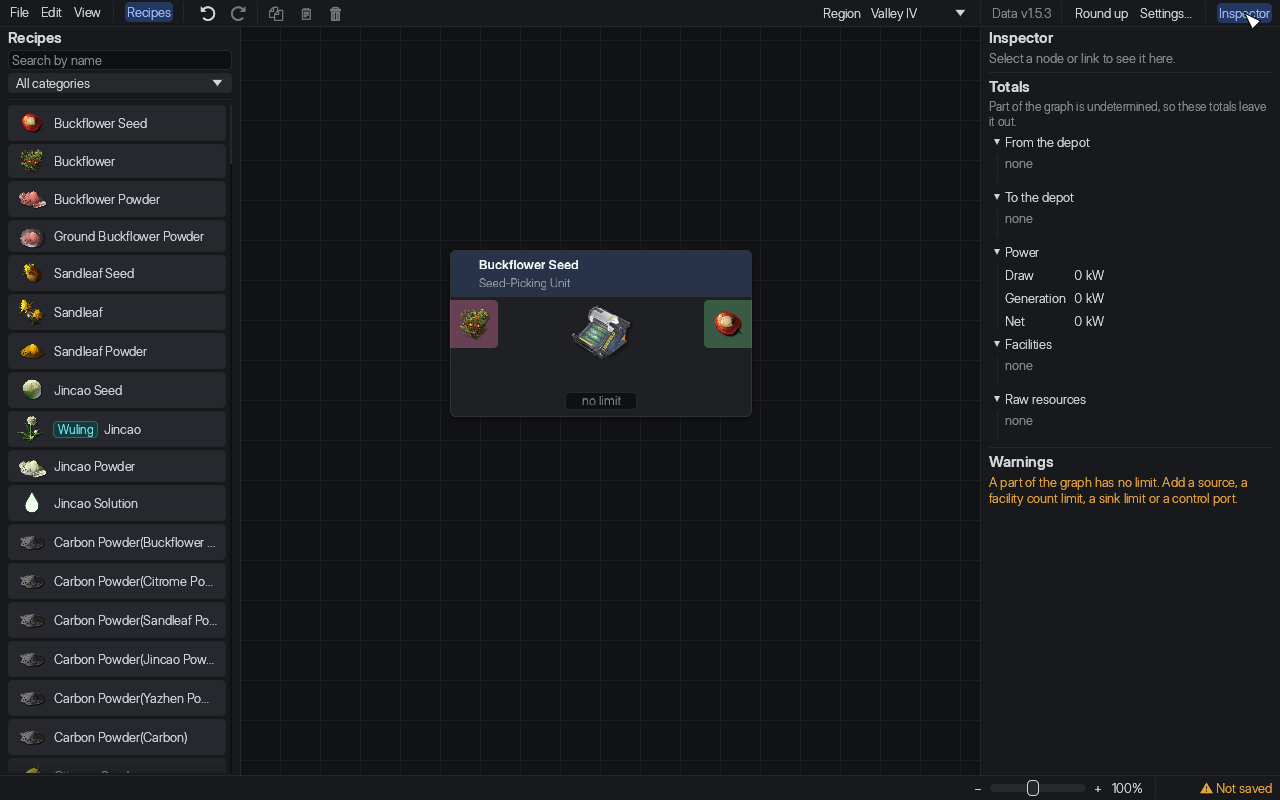 File Edit View Recipes Region Valley IV Data v1.5.3 Round up Settings... Inspector
Recipes
Search by name
All categories
Buckflower Seed
Buckflower
Buckflower Powder
Ground Buckflower Powder
Sandleaf Seed
Sandleaf
Sandleaf Powder
Jincao Seed
Wuling Jincao
Jincao Powder
Jincao Solution
Carbon Powder(Buckflower ...
Carbon Powder(Citrome Po...
Carbon Powder(Sandleaf Po...
Carbon Powder(Jincao Pow...
Carbon Powder(Yazhen Po...
Carbon Powder(Carbon)
Buckflower Seed
Seed-Picking Unit
no limit
Inspector
Select a node or link to see it here.
Totals
Part of the graph is undetermined, so these totals leave
it out.
From the depot
none
To the depot
none
Power
Draw 0 kW
Generation 0 kW
Net 0 kW
Facilities
none
Raw resources
none
Warnings
A part of the graph has no limit. Add a source, a
facility count limit, a sink limit or a control port.
− + 100% Not saved